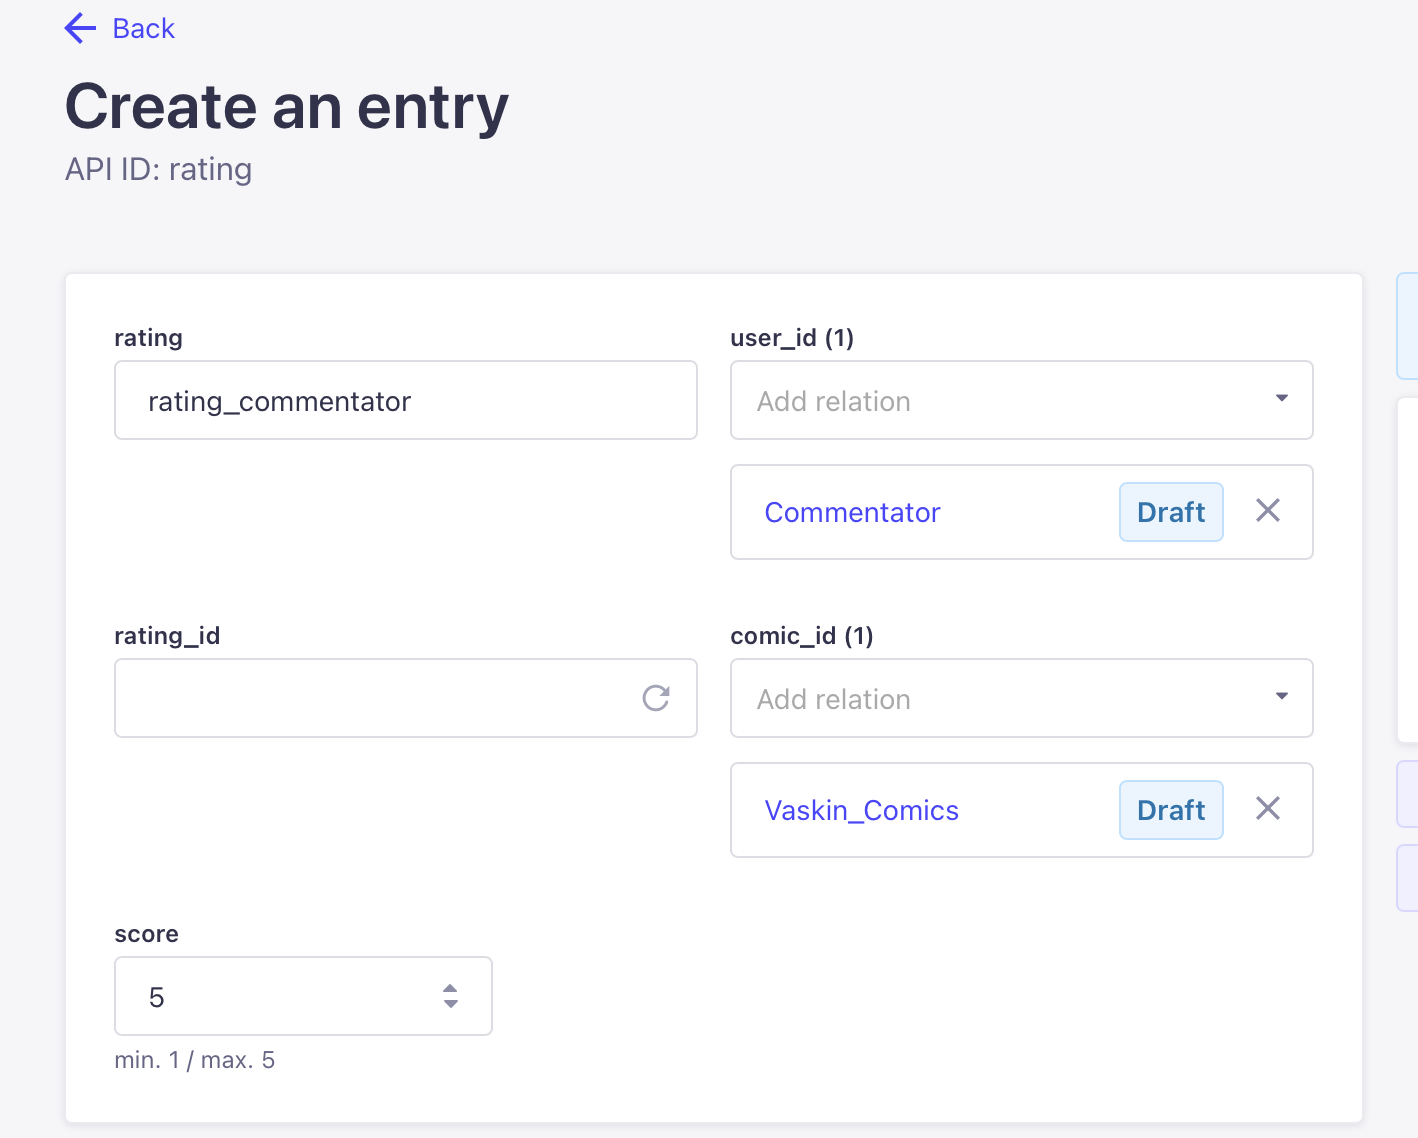 Back
Create an entry
API ID: rating
rating
rating_commentator
user_id (1)
Add relation
Commentator
Draft
rating_id
comic_id (1)
Add relation
Vaskin_Comics
Draft
score
5
min. 1 / max. 5